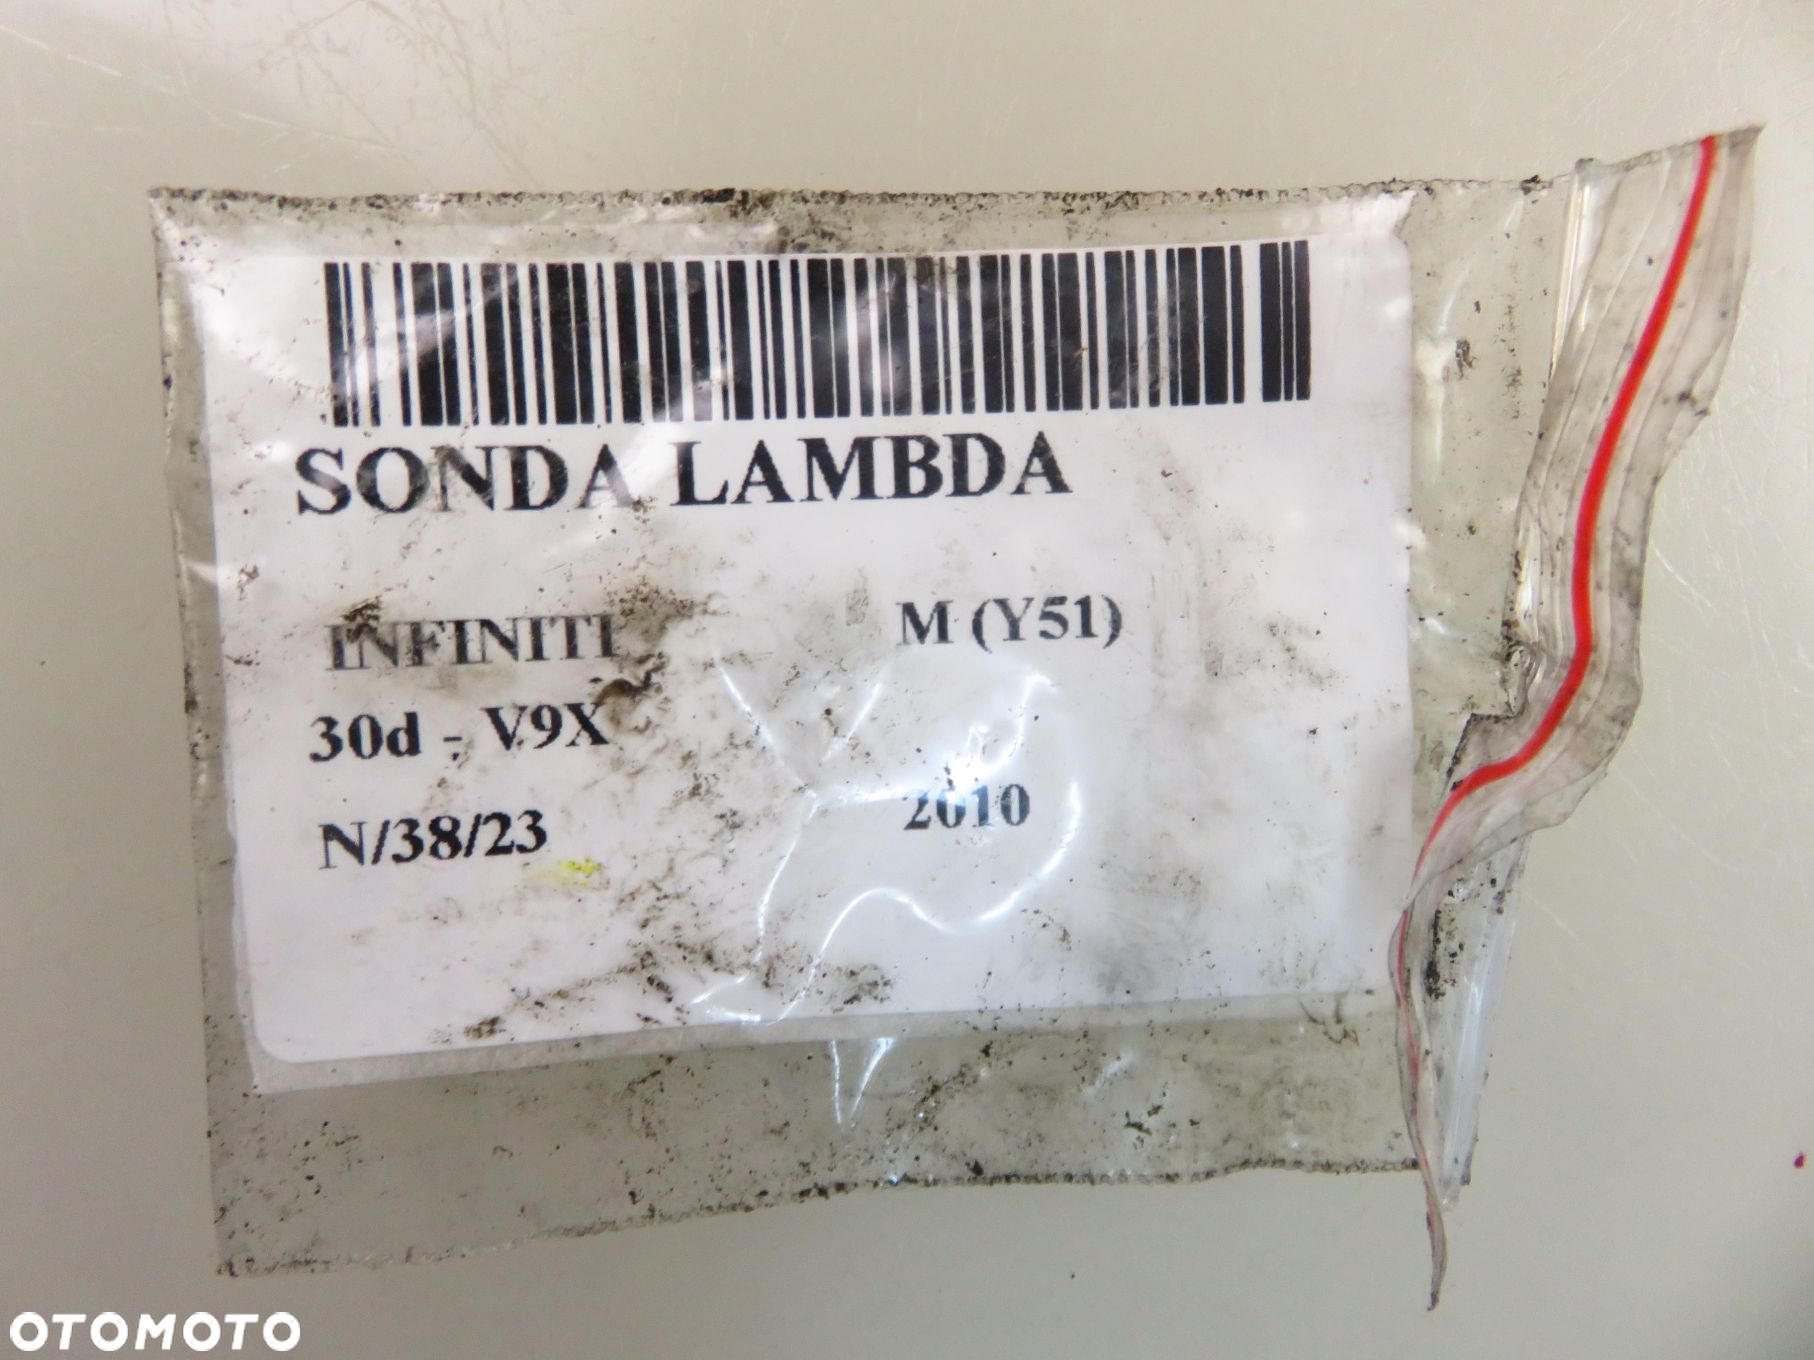 SONDA LAMBDA
INFINITI M (Y51)
30d - V9X
N/38/23 2010
OTOMOTO